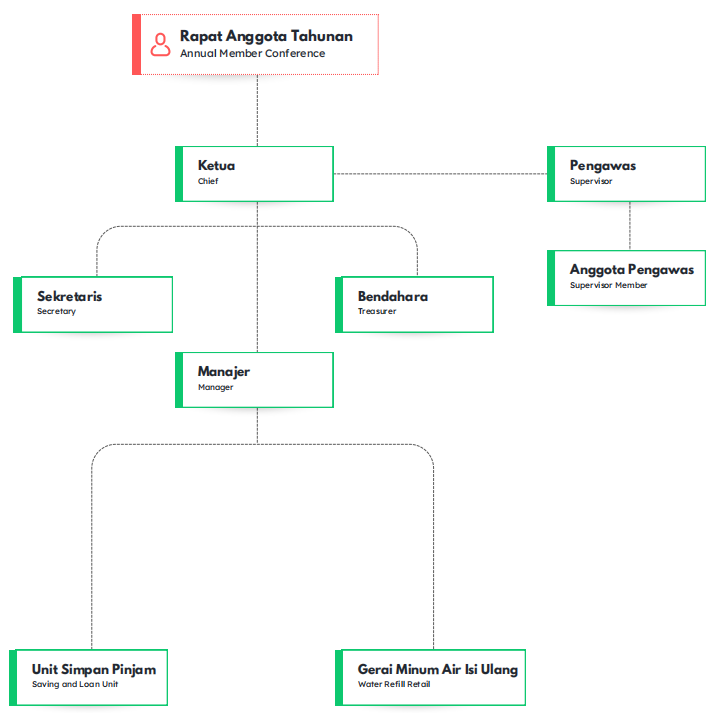 Rapat Anggota Tahunan
Annual Member Conference
Ketua
Chief
Pengawas
Supervisor
Anggota Pengawas
Supervisor Member
Sekretaris
Secretary
Bendahara
Treasurer
Manajer
Manager
Unit Simpan Pinjam
Saving and Loan Unit
Gerai Minum Air Isi Ulang
Water Refill Retail